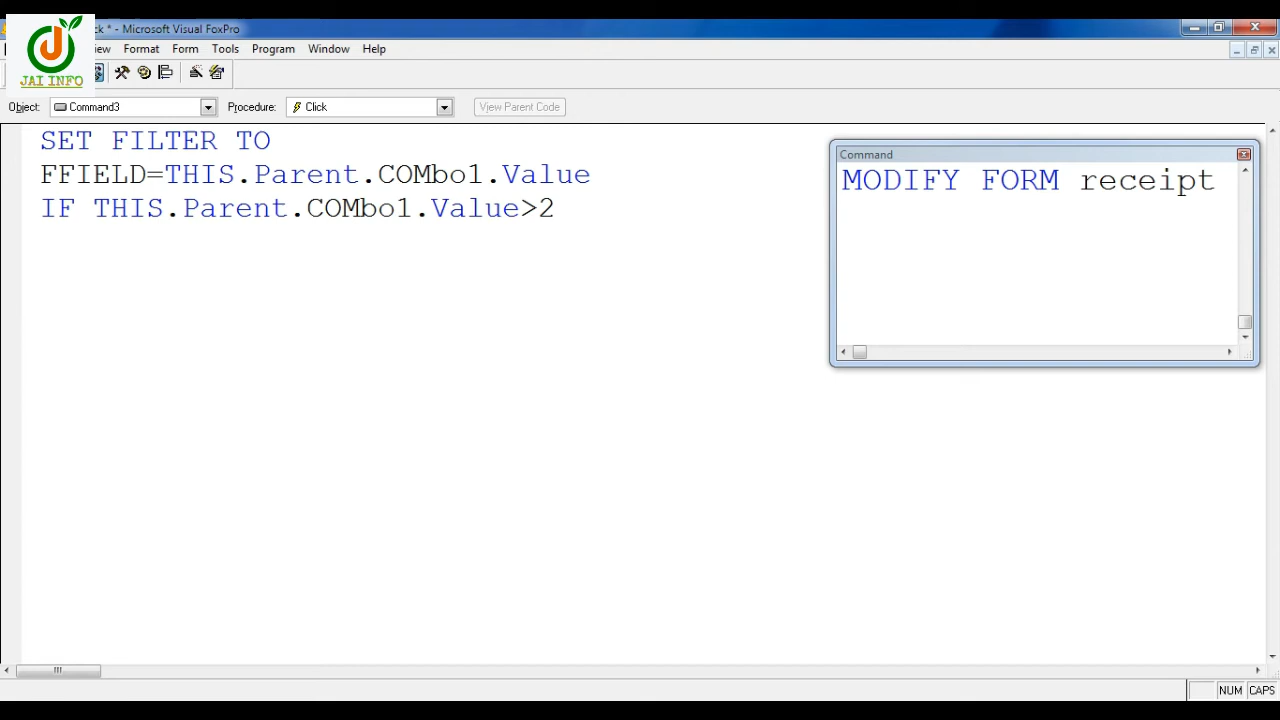 ck * - Microsoft Visual FoxPro
JAI INFO
ew Format Form Tools Program Window Help
Object: Command3 Procedure: Click View Parent Code
SET FILTER TO
FFIELD=THIS.Parent.COMbo1.Value
IF THIS.Parent.COMbo1.Value>2
Command
MODIFY FORM receipt
NUM CAPS